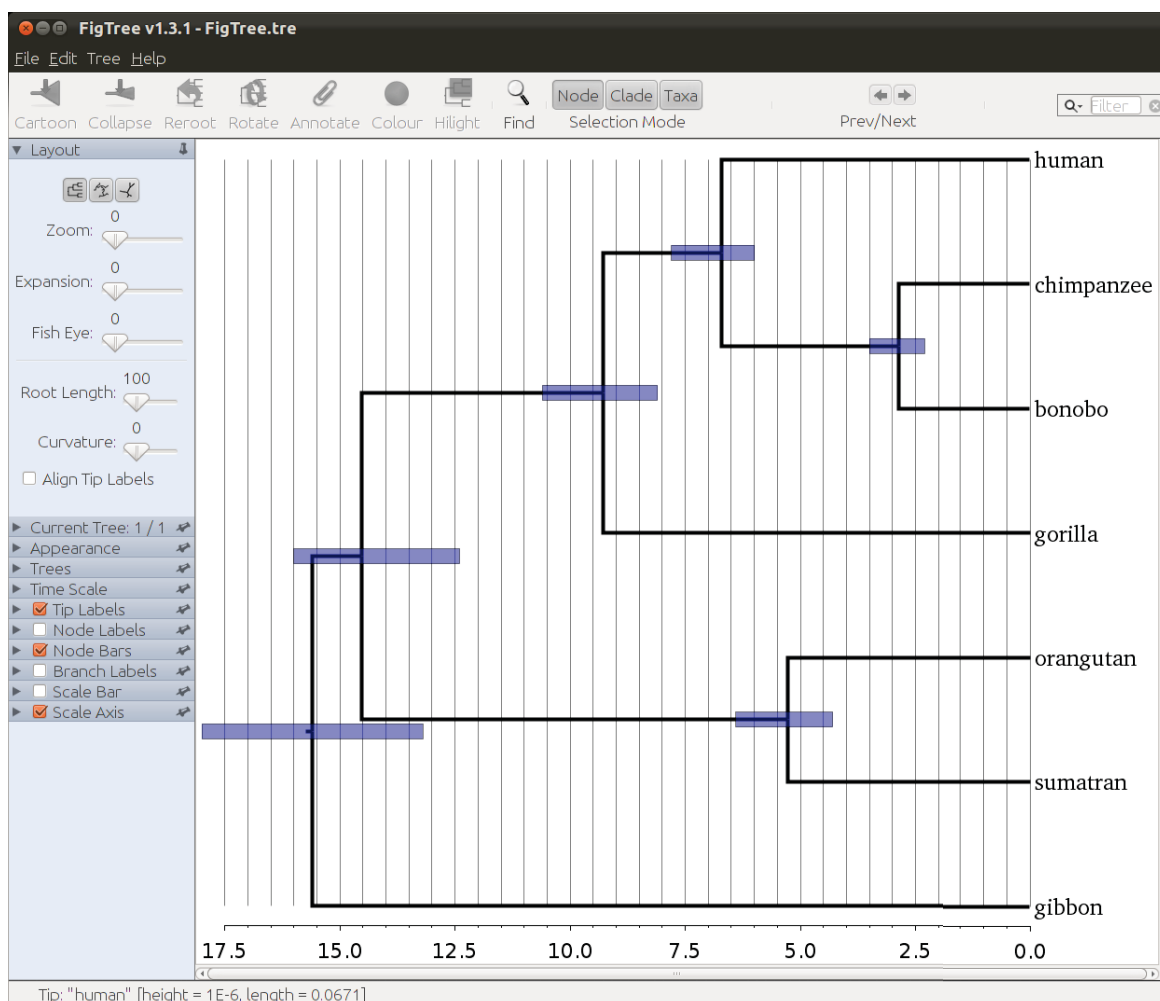 FigTree v1.3.1 - FigTree.tre
File Edit Tree Help
Cartoon Collapse Reroot Rotate Annotate Colour Hilight Find
Node Clade Taxa
Selection Mode
Prev/Next
Filter
Layout
0
Zoom:
0
Expansion:
0
Fish Eye:
100
Root Length:
0
Curvature:
Align Tip Labels
Current Tree: 1 / 1
Appearance
Trees
Time Scale
Tip Labels
Node Labels
Node Bars
Branch Labels
Scale Bar
Scale Axis
human
chimpanzee
bonobo
gorilla
orangutan
sumatran
gibbon
17.5 15.0 12.5 10.0 7.5 5.0 2.5 0.0
Tip: "human" [height = 1E-6, length = 0.0671]